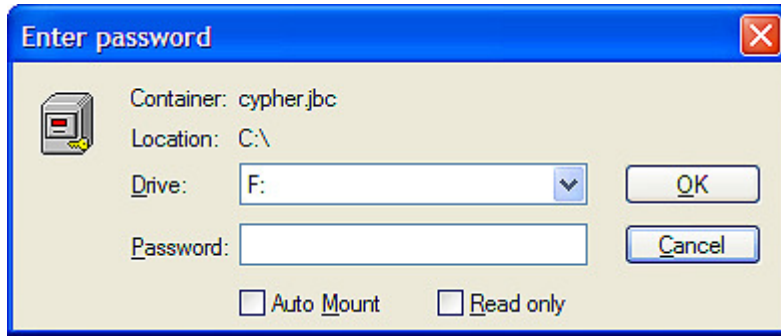 Enter password
Container: cypher.jbc
Location: C:\
Drive: F: OK
Password: Cancel
Auto Mount Read only